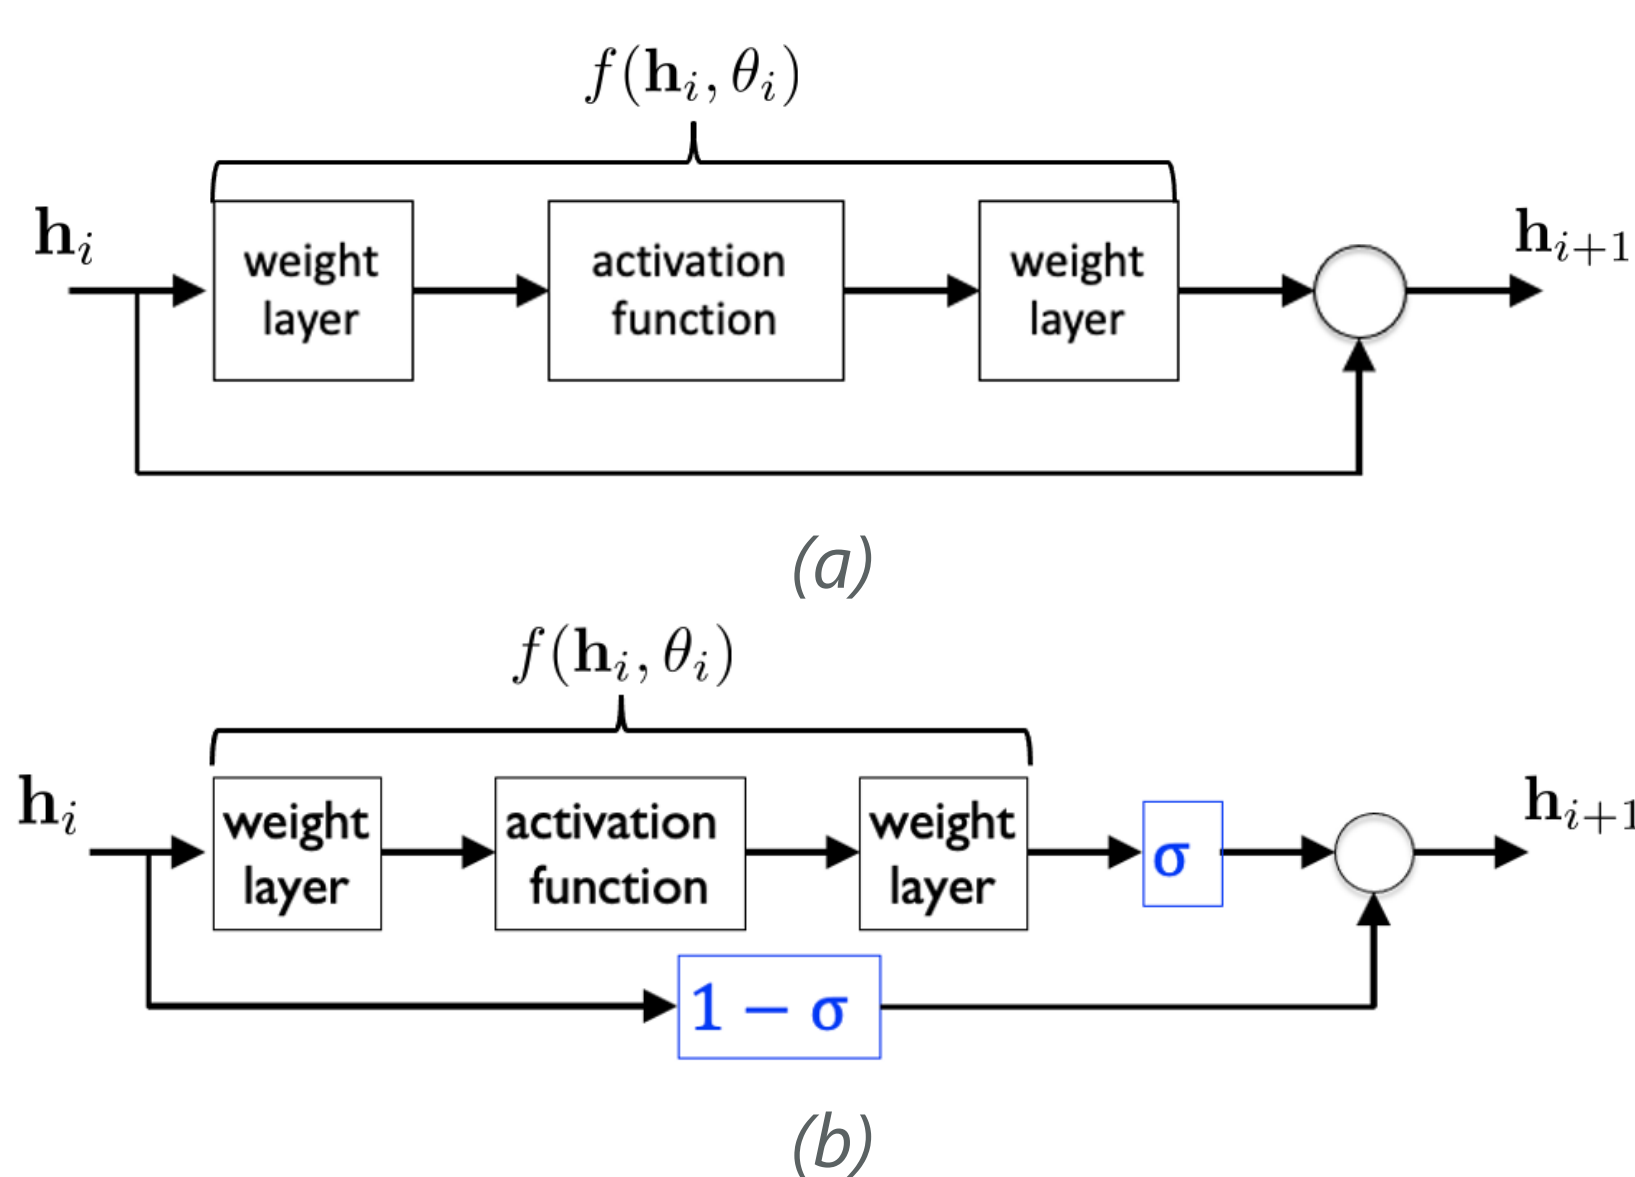 f(h_i, θ_i)
h_i
weight
layer
activation
function
weight
layer
h_{i+1}
(a)
f(h_i, θ_i)
h_i
weight
layer
activation
function
weight
layer
σ
h_{i+1}
1 − σ
(b)